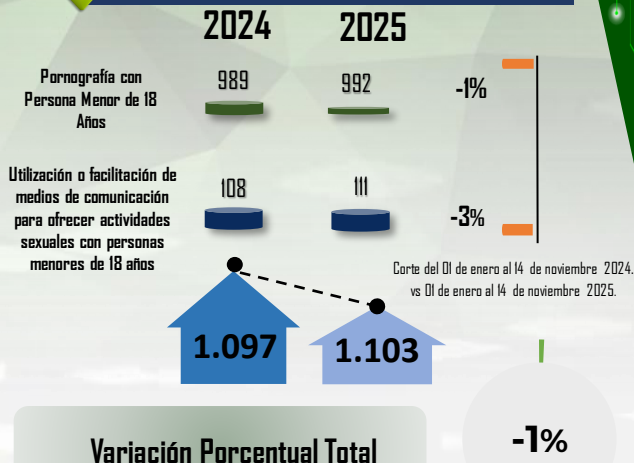 2024 2025
Pornografía con
Persona Menor de 18
Años
989 992 -1%
Utilización o facilitación de
medios de comunicación
para ofrecer actividades
sexuales con personas
menores de 18 años
108 111 -3%
Corte del 01 de enero al 14 de noviembre 2024.
vs 01 de enero al 14 de noviembre 2025.
1.097 1.103
Variación Porcentual Total
-1%